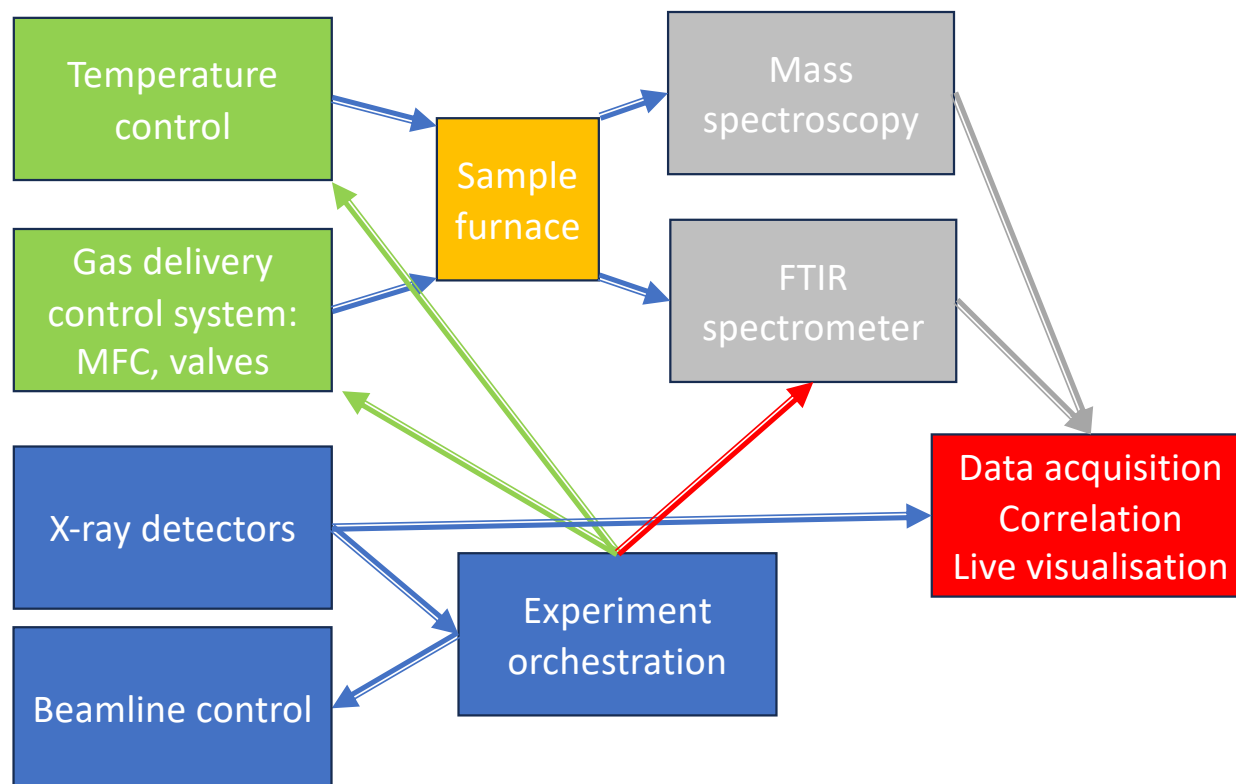 Temperature
control
Mass
spectroscopy
Sample
furnace
Gas delivery
control system:
MFC, valves
FTIR
spectrometer
X-ray detectors
Data acquisition
Correlation
Live visualisation
Experiment
orchestration
Beamline control